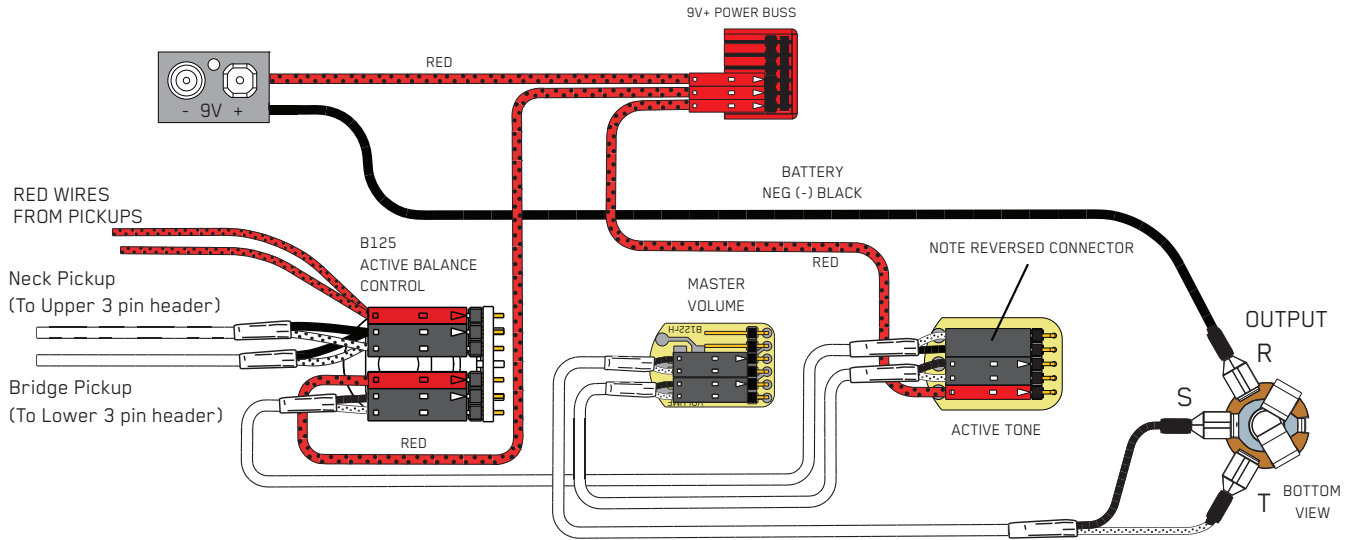 9V+ POWER BUSS
RED
- 9V +
BATTERY
NEG (-) BLACK
RED WIRES
FROM PICKUPS
B125
ACTIVE BALANCE
CONTROL
NOTE REVERSED CONNECTOR
RED
Neck Pickup
(To Upper 3 pin header)
MASTER
VOLUME
B122rH
OUTPUT
R
Bridge Pickup
(To Lower 3 pin header)
S
VOLUME
RED
ACTIVE TONE
T
BOTTOM
VIEW